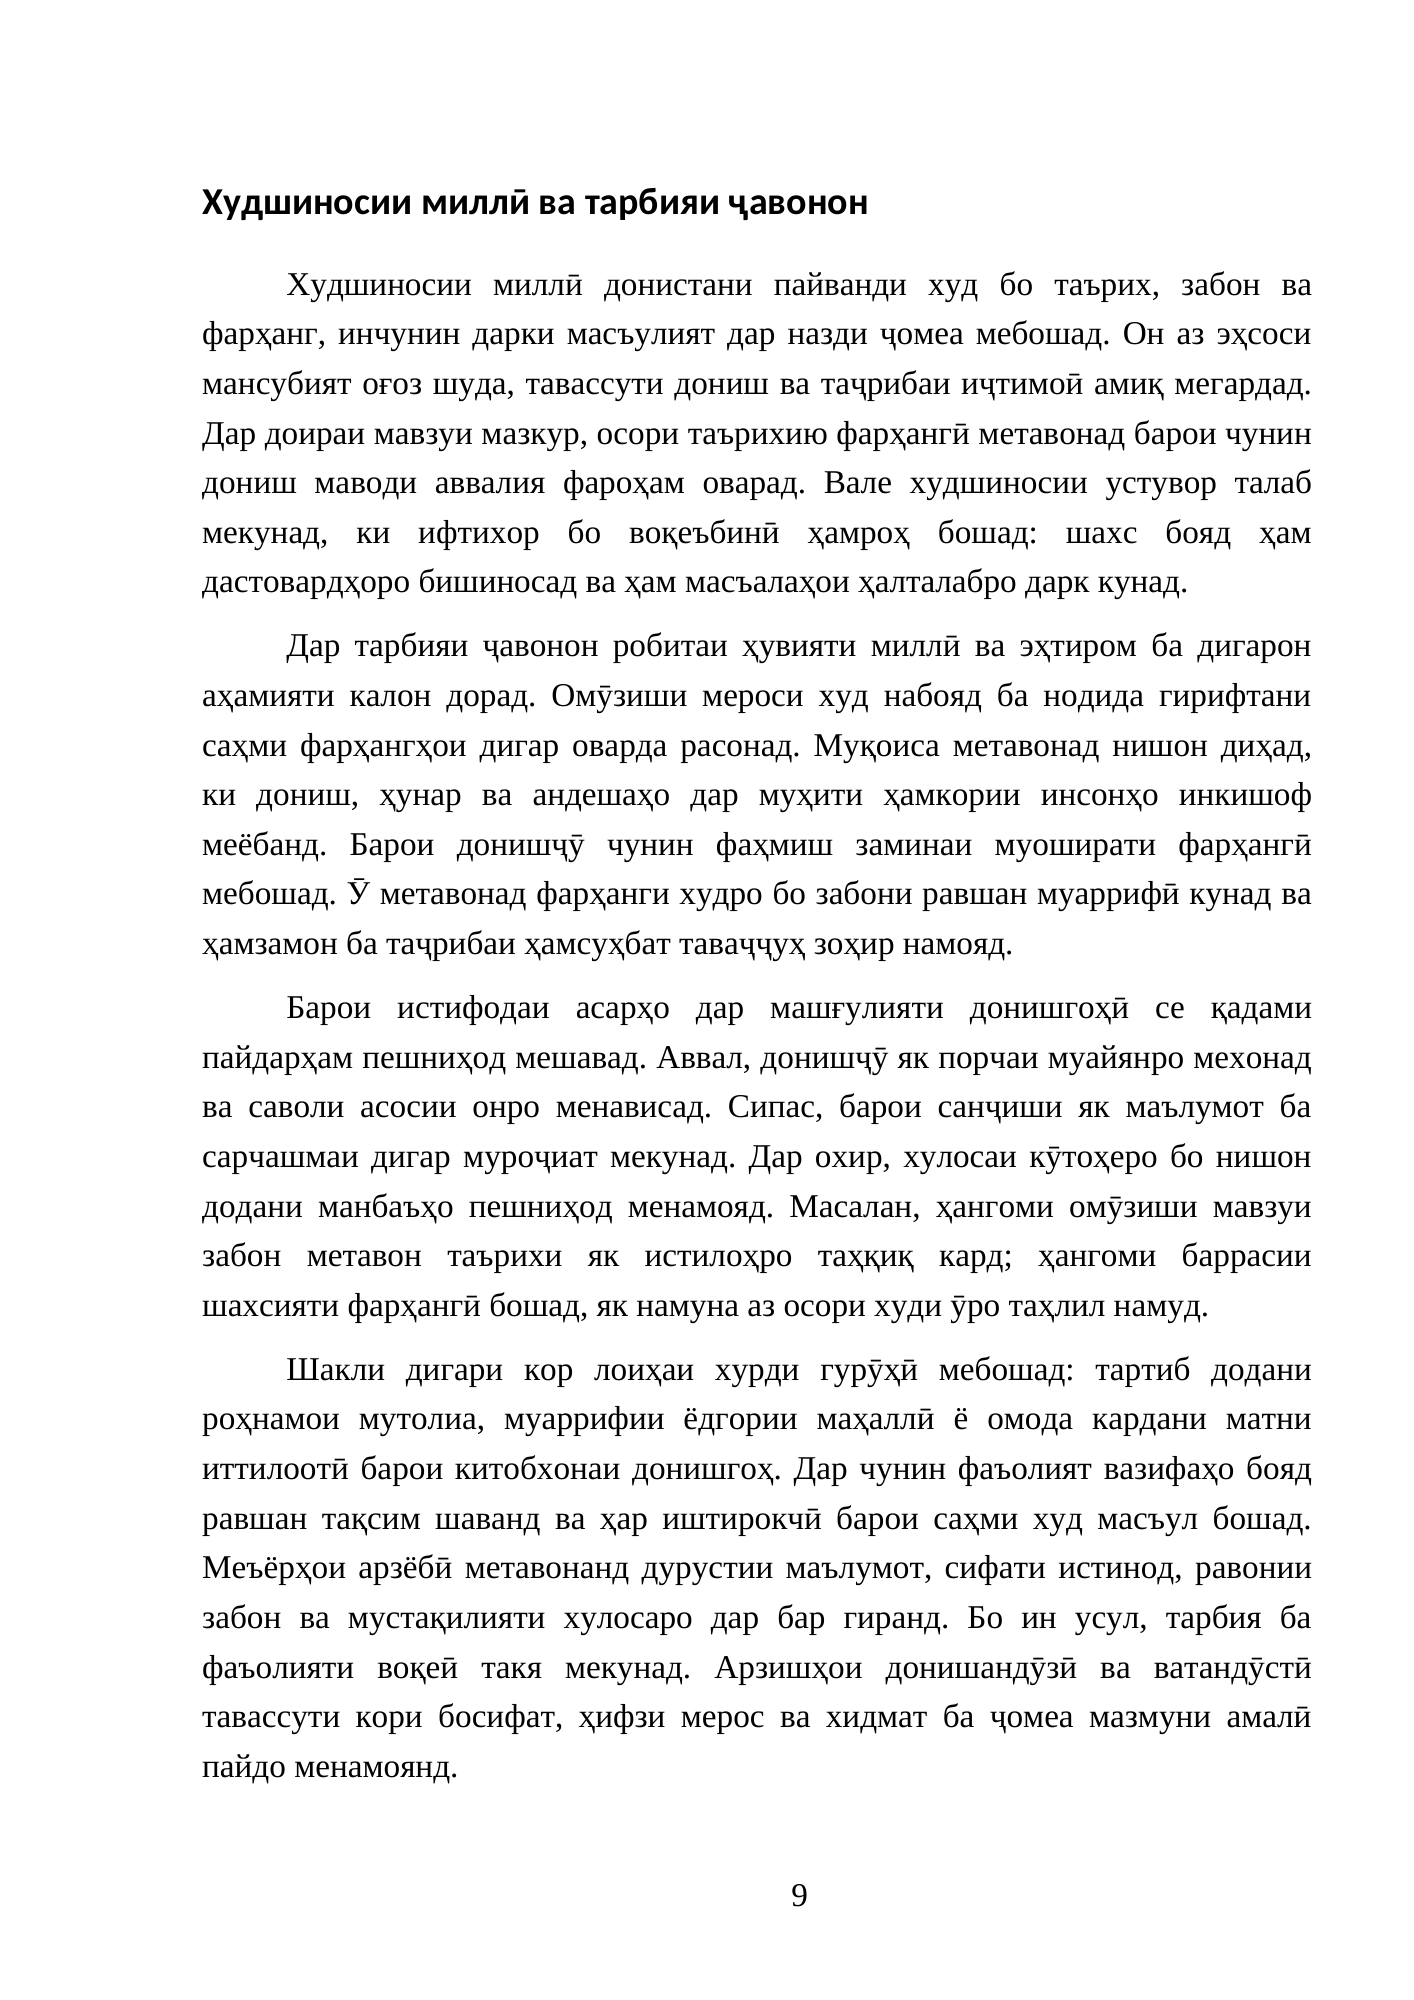 Худшиносии миллӣ ва тарбияи ҷавонон
Худшиносии миллӣ донистани пайванди худ бо таърих, забон ва
фарҳанг, инчунин дарки масъулият дар назди ҷомеа мебошад. Он аз эҳсоси
мансубият оғоз шуда, тавассути дониш ва таҷрибаи иҷтимоӣ амиқ мегардад.
Дар доираи мавзуи мазкур, осори таърихию фарҳангӣ метавонад барои чунин
дониш маводи аввалия фароҳам оварад. Вале худшиносии устувор талаб
мекунад, ки ифтихор бо воқеъбинӣ ҳамроҳ бошад: шахс бояд ҳам
дастовардҳоро бишиносад ва ҳам масъалаҳои ҳалталабро дарк кунад.
Дар тарбияи ҷавонон робитаи ҳувияти миллӣ ва эҳтиром ба дигарон
аҳамияти калон дорад. Омӯзиши мероси худ набояд ба нодида гирифтани
саҳми фарҳангҳои дигар оварда расонад. Муқоиса метавонад нишон диҳад,
ки дониш, ҳунар ва андешаҳо дар муҳити ҳамкории инсонҳо инкишоф
меёбанд. Барои донишҷӯ чунин фаҳмиш заминаи муоширати фарҳангӣ
мебошад. Ӯ метавонад фарҳанги худро бо забони равшан муаррифӣ кунад ва
ҳамзамон ба таҷрибаи ҳамсуҳбат таваҷҷуҳ зоҳир намояд.
Барои истифодаи асарҳо дар машғулияти донишгоҳӣ се қадами
пайдарҳам пешниҳод мешавад. Аввал, донишҷӯ як порчаи муайянро мехонад
ва саволи асосии онро менависад. Сипас, барои санҷиши як маълумот ба
сарчашмаи дигар муроҷиат мекунад. Дар охир, хулосаи кӯтоҳеро бо нишон
додани манбаъҳо пешниҳод менамояд. Масалан, ҳангоми омӯзиши мавзуи
забон метавон таърихи як истилоҳро таҳқиқ кард; ҳангоми баррасии
шахсияти фарҳангӣ бошад, як намуна аз осори худи ӯро таҳлил намуд.
Шакли дигари кор лоиҳаи хурди гурӯҳӣ мебошад: тартиб додани
роҳнамои мутолиа, муаррифии ёдгории маҳаллӣ ё омода кардани матни
иттилоотӣ барои китобхонаи донишгоҳ. Дар чунин фаъолият вазифаҳо бояд
равшан тақсим шаванд ва ҳар иштирокчӣ барои саҳми худ масъул бошад.
Меъёрҳои арзёбӣ метавонанд дурустии маълумот, сифати истинод, равонии
забон ва мустақилияти хулосаро дар бар гиранд. Бо ин усул, тарбия ба
фаъолияти воқеӣ такя мекунад. Арзишҳои донишандӯзӣ ва ватандӯстӣ
тавассути кори босифат, ҳифзи мерос ва хидмат ба ҷомеа мазмуни амалӣ
пайдо менамоянд.
9